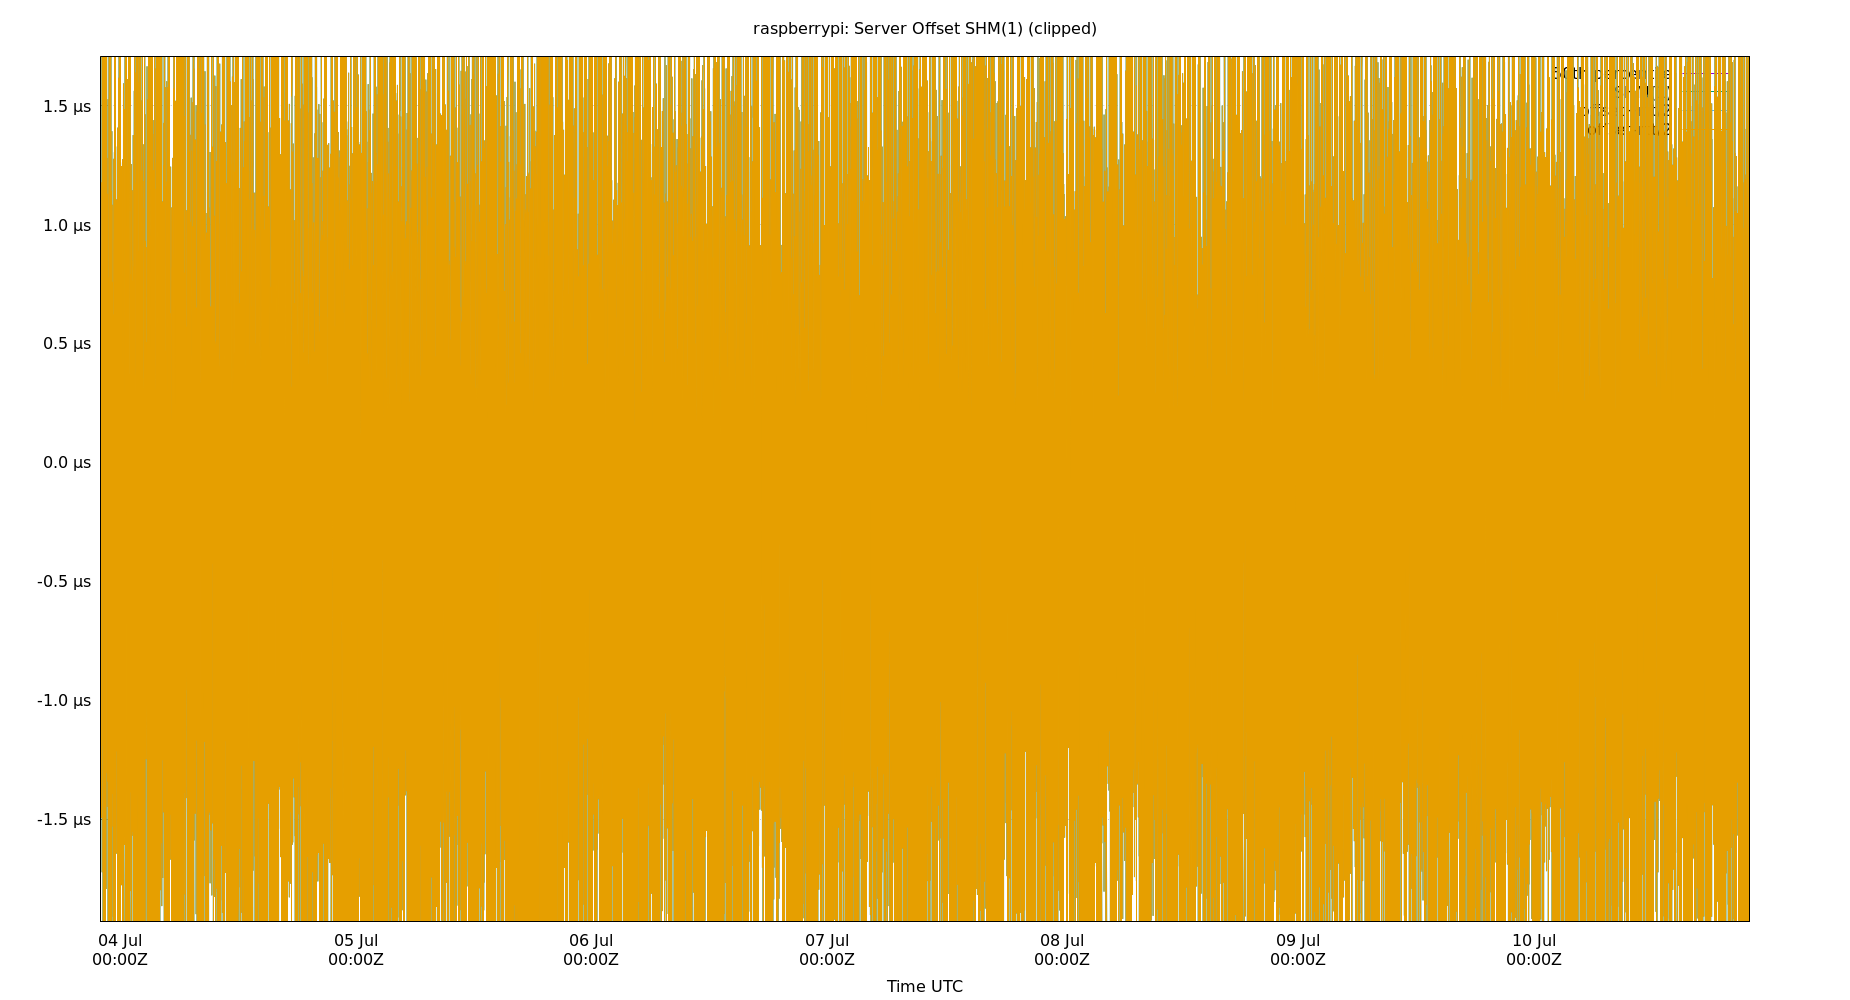 raspberrypi: Server Offset SHM(1) (clipped)
1.5 µs
1.0 µs
0.5 µs
0.0 µs
-0.5 µs
-1.0 µs
-1.5 µs
04 Jul 05 Jul 06 Jul 07 Jul 08 Jul 09 Jul 10 Jul
00:00Z 00:00Z 00:00Z 00:00Z 00:00Z 00:00Z 00:00Z
Time UTC